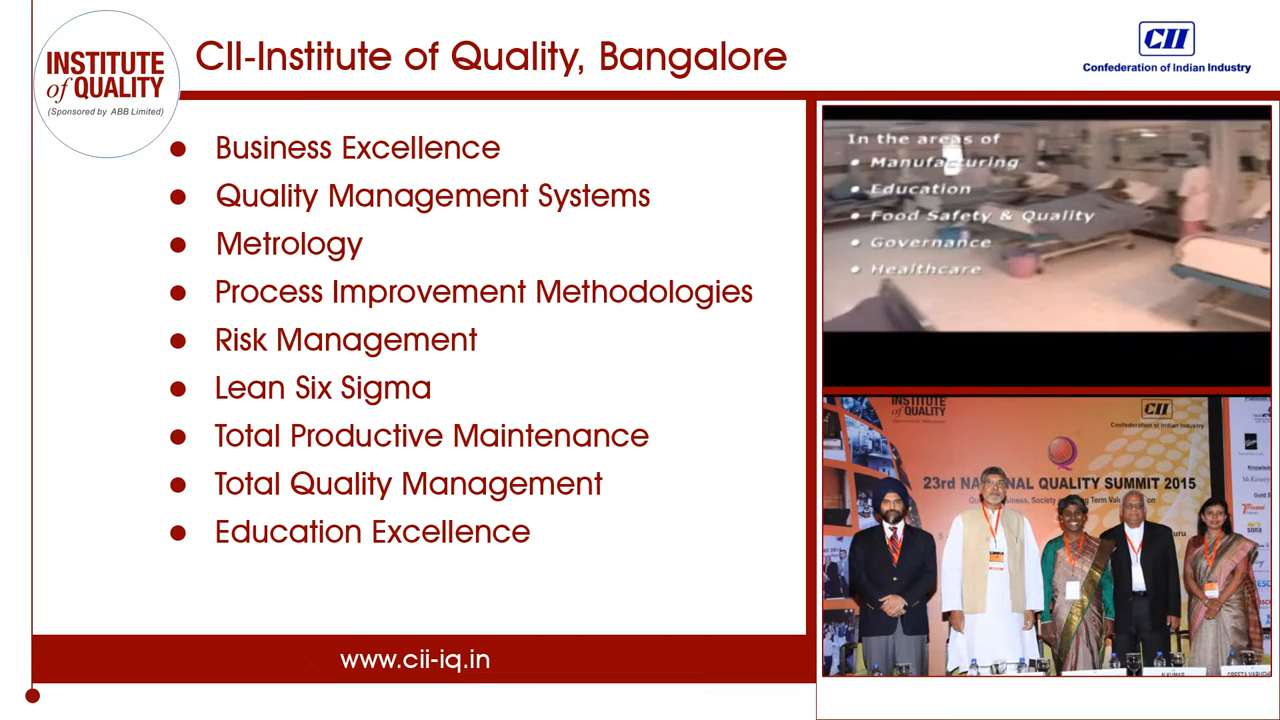 INSTITUTE
of QUALITY
(Sponsored by ABB Limited)
CII-Institute of Quality, Bangalore
CII
Confederation of Indian Industry
• Business Excellence
• Quality Management Systems
• Metrology
• Process Improvement Methodologies
• Risk Management
• Lean Six Sigma
• Total Productive Maintenance
• Total Quality Management
• Education Excellence
www.cii-iq.in
In the areas of
• Manufacturing
• Education
• Food Safety & Quality
• Governance
• Healthcare
INSTITUTE
of QUALITY
CII
Confederation of Indian Industry
23rd NATIONAL QUALITY SUMMIT 2015
Term
N KUMAR